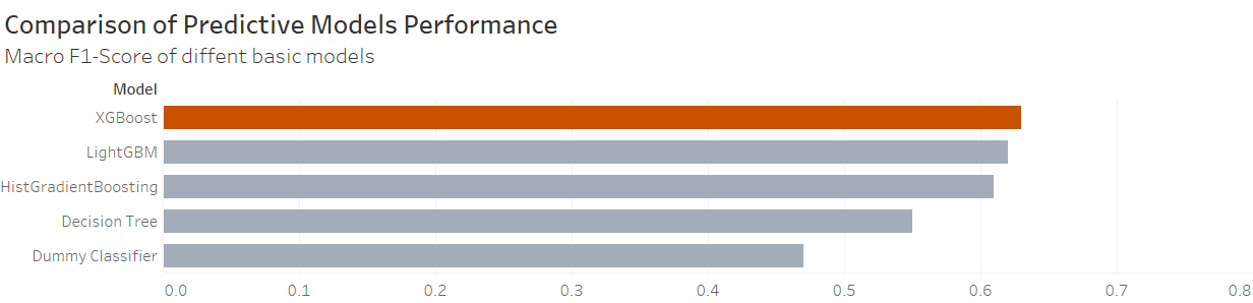 Comparison of Predictive Models Performance
Macro F1-Score of diffent basic models
Model
XGBoost
LightGBM
HistGradientBoosting
Decision Tree
Dummy Classifier
0.0 0.1 0.2 0.3 0.4 0.5 0.6 0.7 0.8